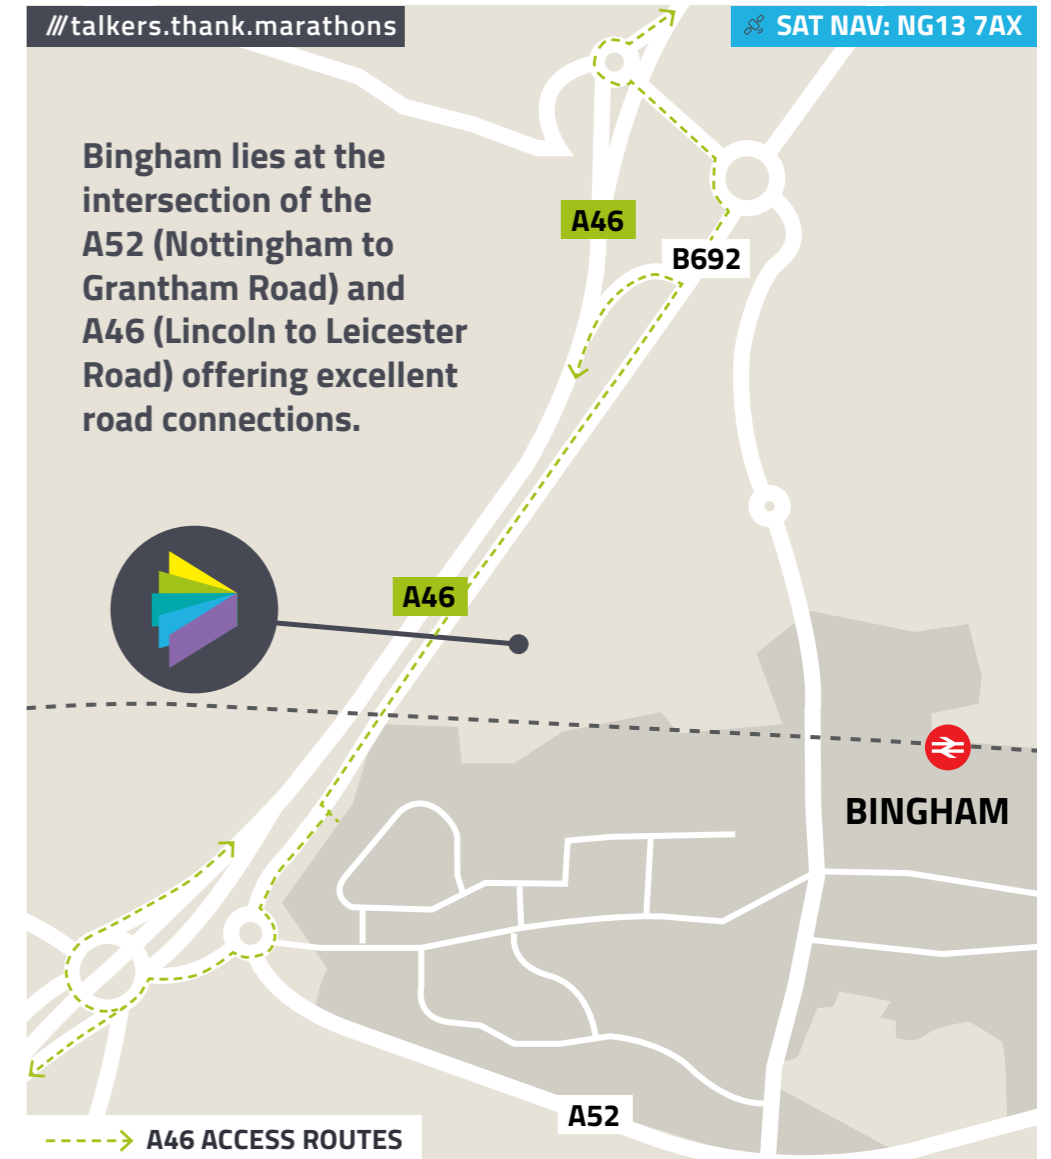 ///talkers.thank.marathons
SAT NAV: NG13 7AX
Bingham lies at the
intersection of the
A52 (Nottingham to
Grantham Road) and
A46 (Lincoln to Leicester
Road) offering excellent
road connections.
A46
B692
A46
BINGHAM
A52
A46 ACCESS ROUTES